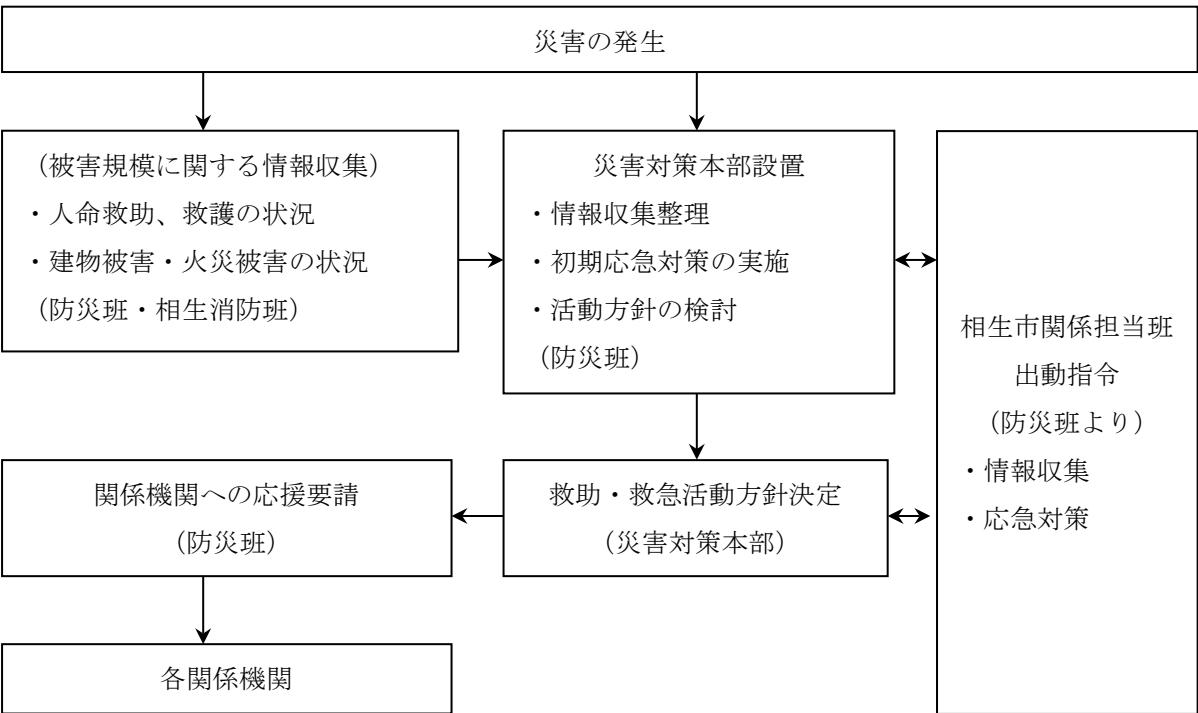 災害の発生
（被害規模に関する情報収集）
・人命救助、救護の状況
・建物被害・火災被害の状況
（防災班・相生消防班）
災害対策本部設置
・情報収集整理
・初期応急対策の実施
・活動方針の検討
（防災班）
相生市関係担当班
出動指令
（防災班より）
・情報収集
・応急対策
関係機関への応援要請
（防災班）
救助・救急活動方針決定
（災害対策本部）
各関係機関